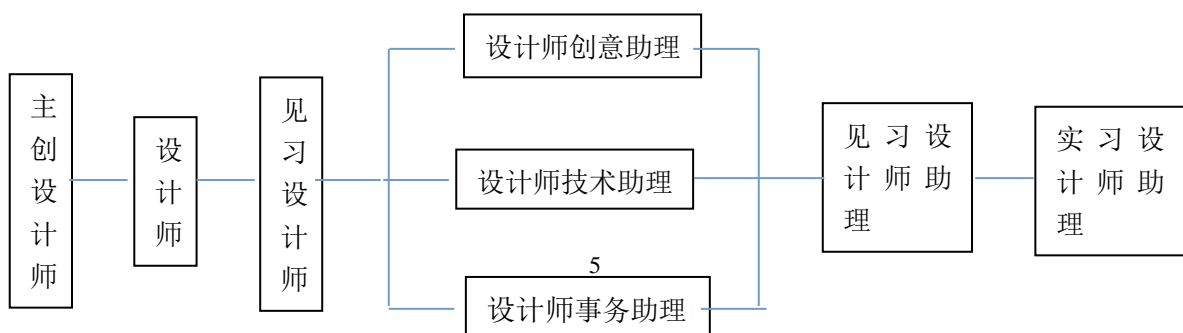 主
创
设
计
师
设
计
师
见
习
设
计
师
设计师创意助理
设计师技术助理
5
设计师事务助理
见习设
计师助
理
实习设
计师助
理